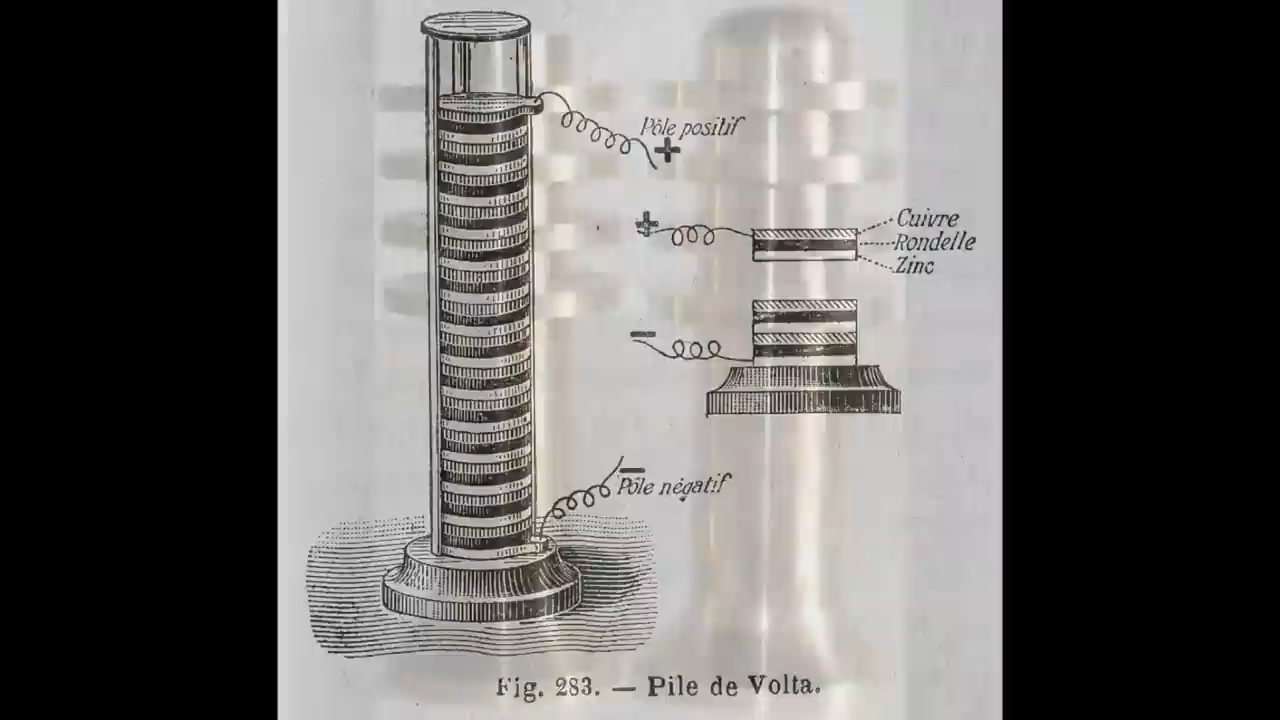 Pôle positif
+
+
Cuivre
Rondelle
Zinc
−
−
Pôle négatif
Fig. 283. — Pile de Volta.